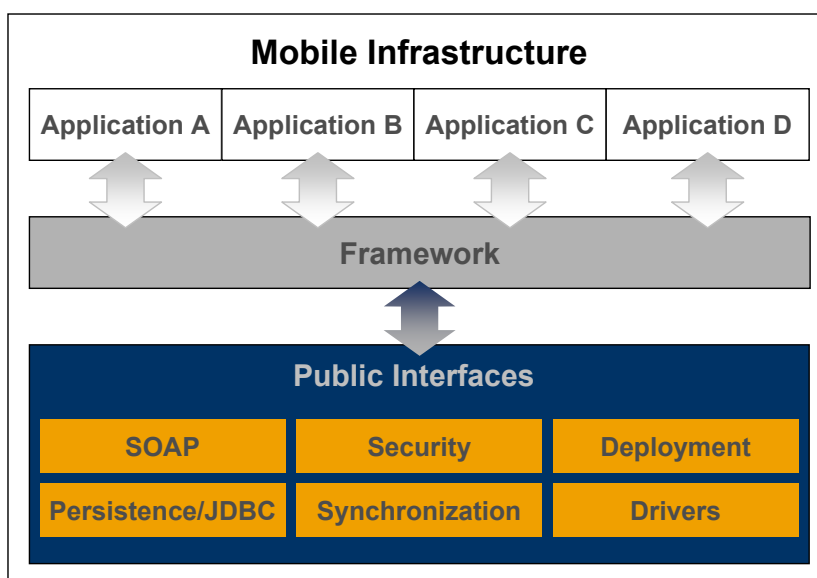 Mobile Infrastructure
Application A Application B Application C Application D
Framework
Public Interfaces
SOAP Security Deployment
Persistence/JDBC Synchronization Drivers